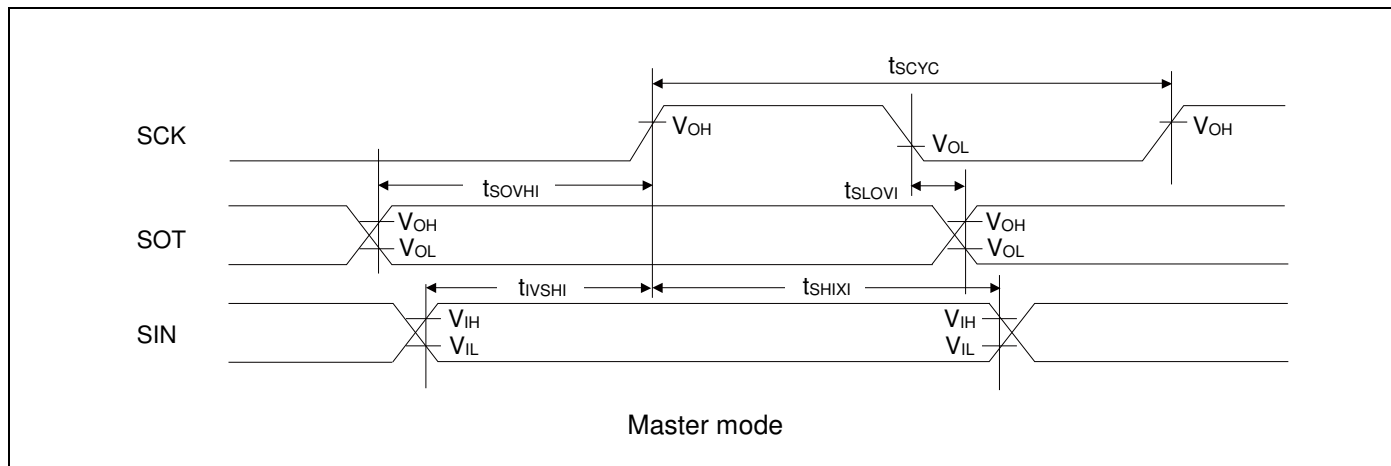 tSCYC
SCK
VOH
VOL
VOH
tSOVHI
tSLOVI
SOT
VOH
VOL
VOH
VOL
tIVSHI
tSHIXI
SIN
VIH
VIL
VIH
VIL
Master mode